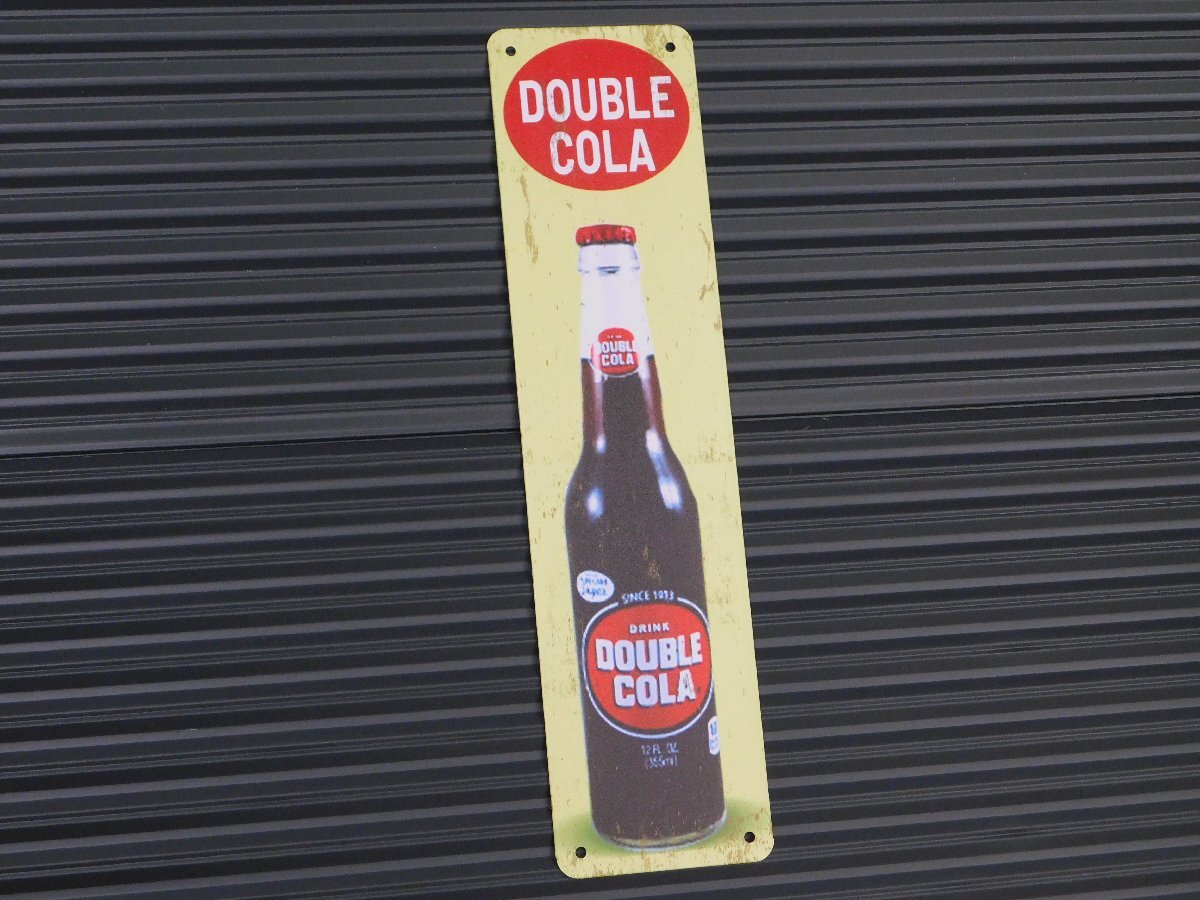 DOUBLE
COLA
DOUBLE
COLA
SINCE 1933
DRINK
DOUBLE
COLA
12 FL. OZ.
(355ml)